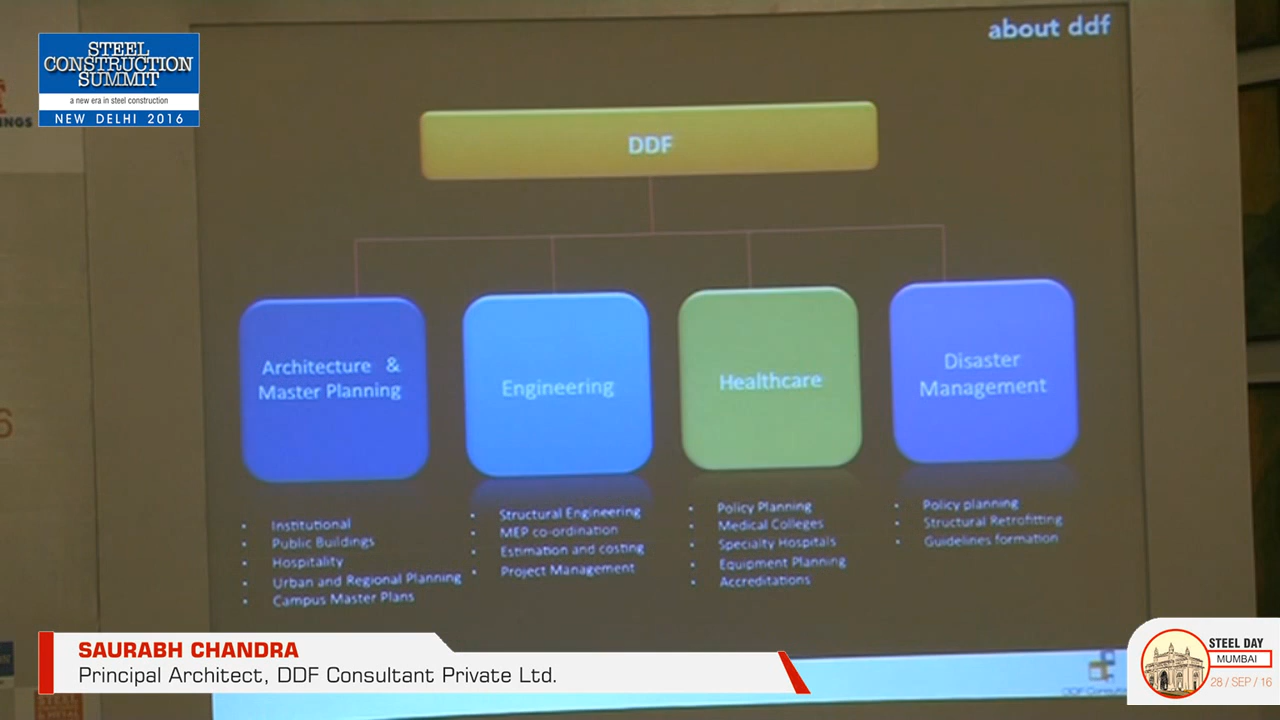 about ddf
STEEL
CONSTRUCTION
SUMMIT
a new era in steel construction
NEW DELHI 2016
NGS
DDF
Architecture &
Master Planning
Engineering
Healthcare
Disaster
Management
• Institutional
• Public Buildings
• Hospitality
• Urban and Regional Planning
• Campus Master Plans
• Structural Engineering
• MEP co-ordination
• Estimation and costing
• Project Management
• Policy Planning
• Medical Colleges
• Specialty Hospitals
• Equipment Planning
• Accreditations
• Policy planning
• Structural Retrofitting
• Guidelines formation
6
SAURABH CHANDRA
Principal Architect, DDF Consultant Private Ltd.
STEEL DAY
MUMBAI
28 / SEP / 16
STEEL